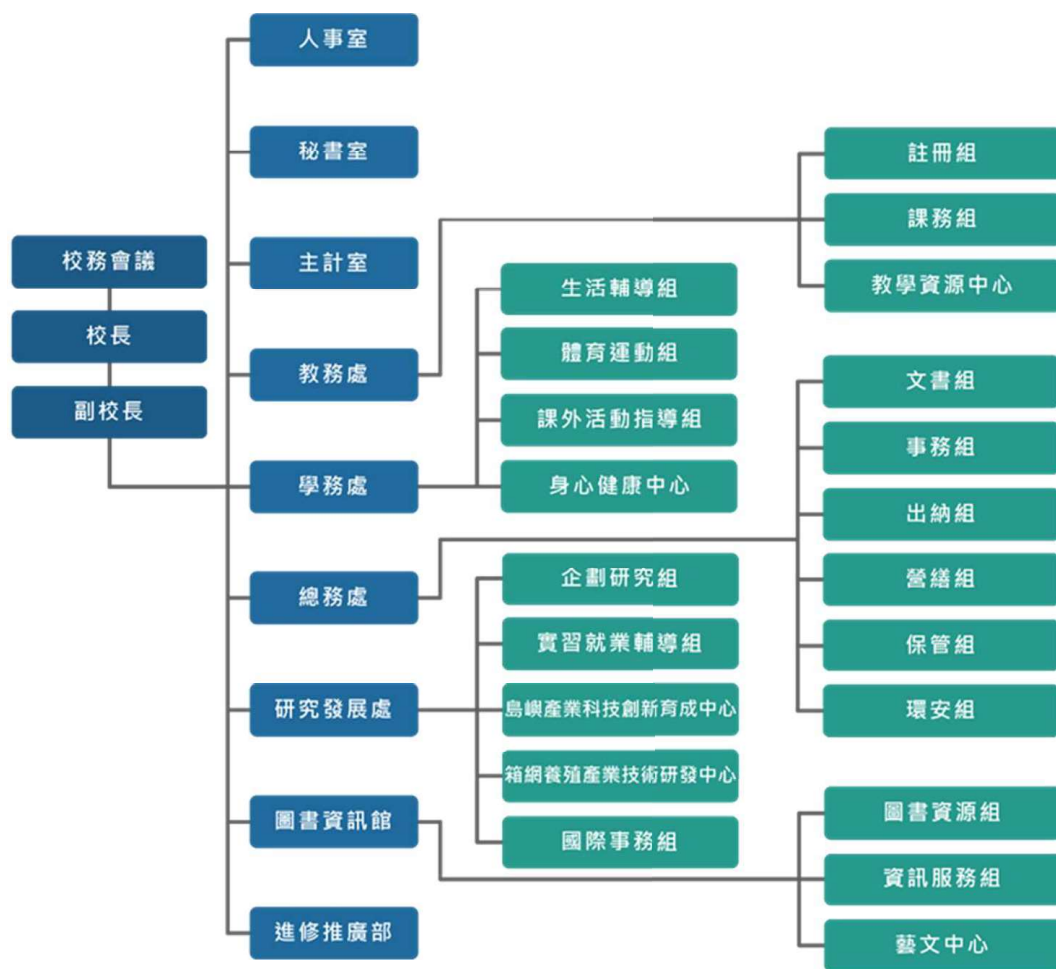 校務會議
校長
副校長
人事室
秘書室
主計室
教務處
學務處
總務處
研究發展處
圖書資訊館
進修推廣部
生活輔導組
體育運動組
課外活動指導組
身心健康中心
企劃研究組
實習就業輔導組
島嶼產業科技創新育成中心
箱網養殖產業技術研發中心
國際事務組
註冊組
課務組
教學資源中心
文書組
事務組
出納組
營繕組
保管組
環安組
圖書資源組
資訊服務組
藝文中心